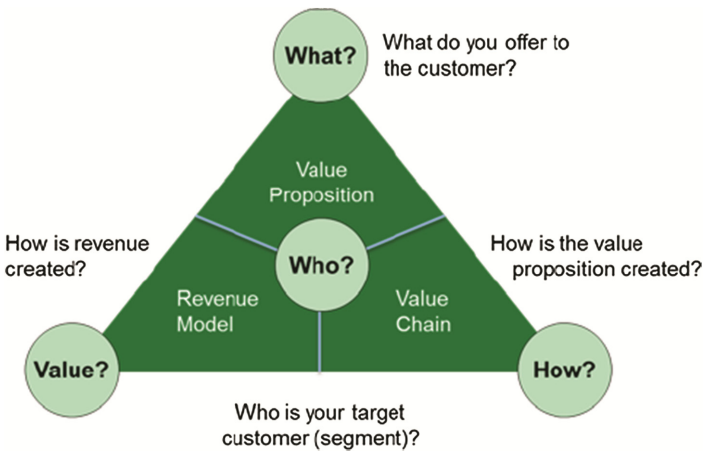 What?
What do you offer to
the customer?
Value
Proposition
How is revenue
created?
Who?
How is the value
proposition created?
Revenue
Model
Value
Chain
Value?
How?
Who is your target
customer (segment)?